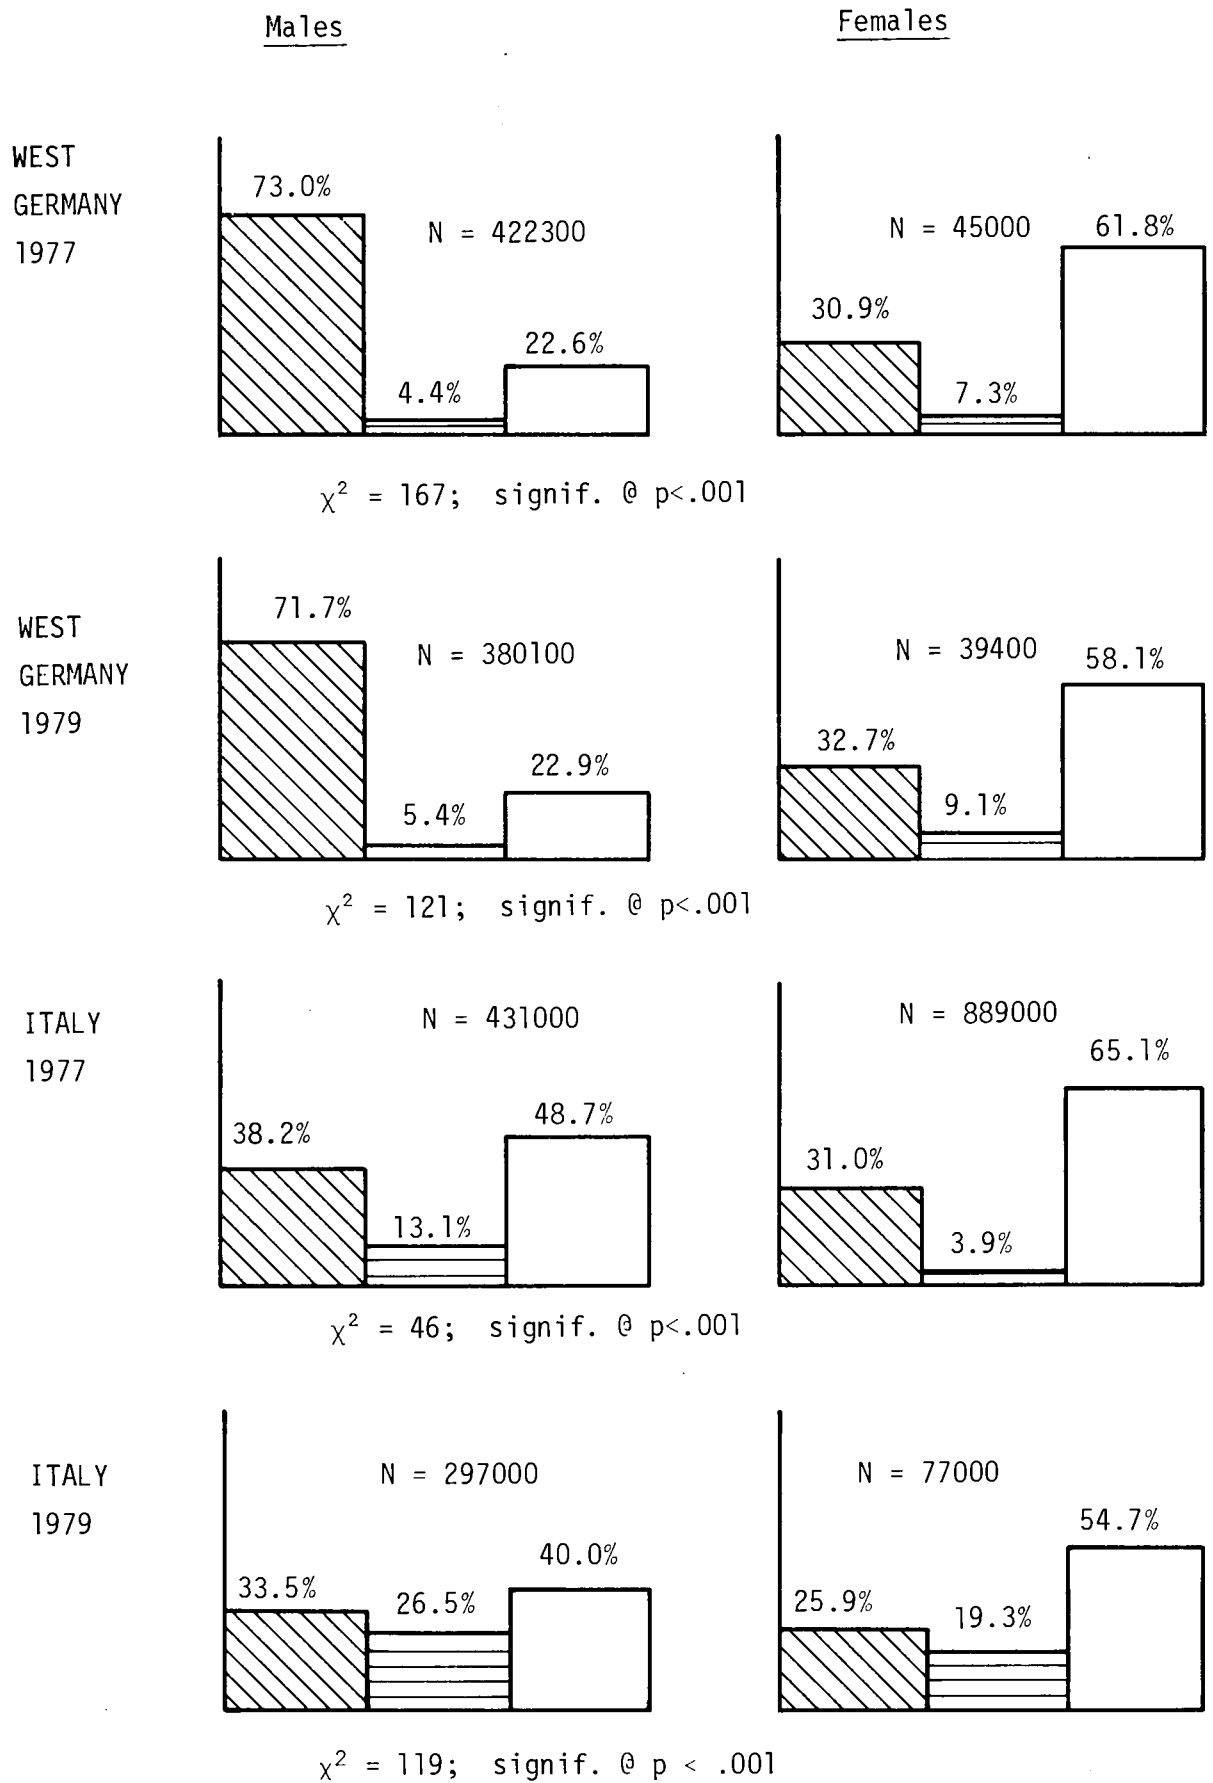 Males Females
WEST
GERMANY
1977
73.0%
N = 422300
4.4%
22.6%
N = 45000
61.8%
30.9%
7.3%
χ² = 167; signif. @ p<.001
WEST
GERMANY
1979
71.7%
N = 380100
5.4%
22.9%
N = 39400
58.1%
32.7%
9.1%
χ² = 121; signif. @ p<.001
ITALY
1977
N = 431000
38.2%
13.1%
48.7%
N = 889000
65.1%
31.0%
3.9%
χ² = 46; signif. @ p<.001
ITALY
1979
N = 297000
33.5%
26.5%
40.0%
N = 77000
54.7%
25.9%
19.3%
χ² = 119; signif. @ p < .001